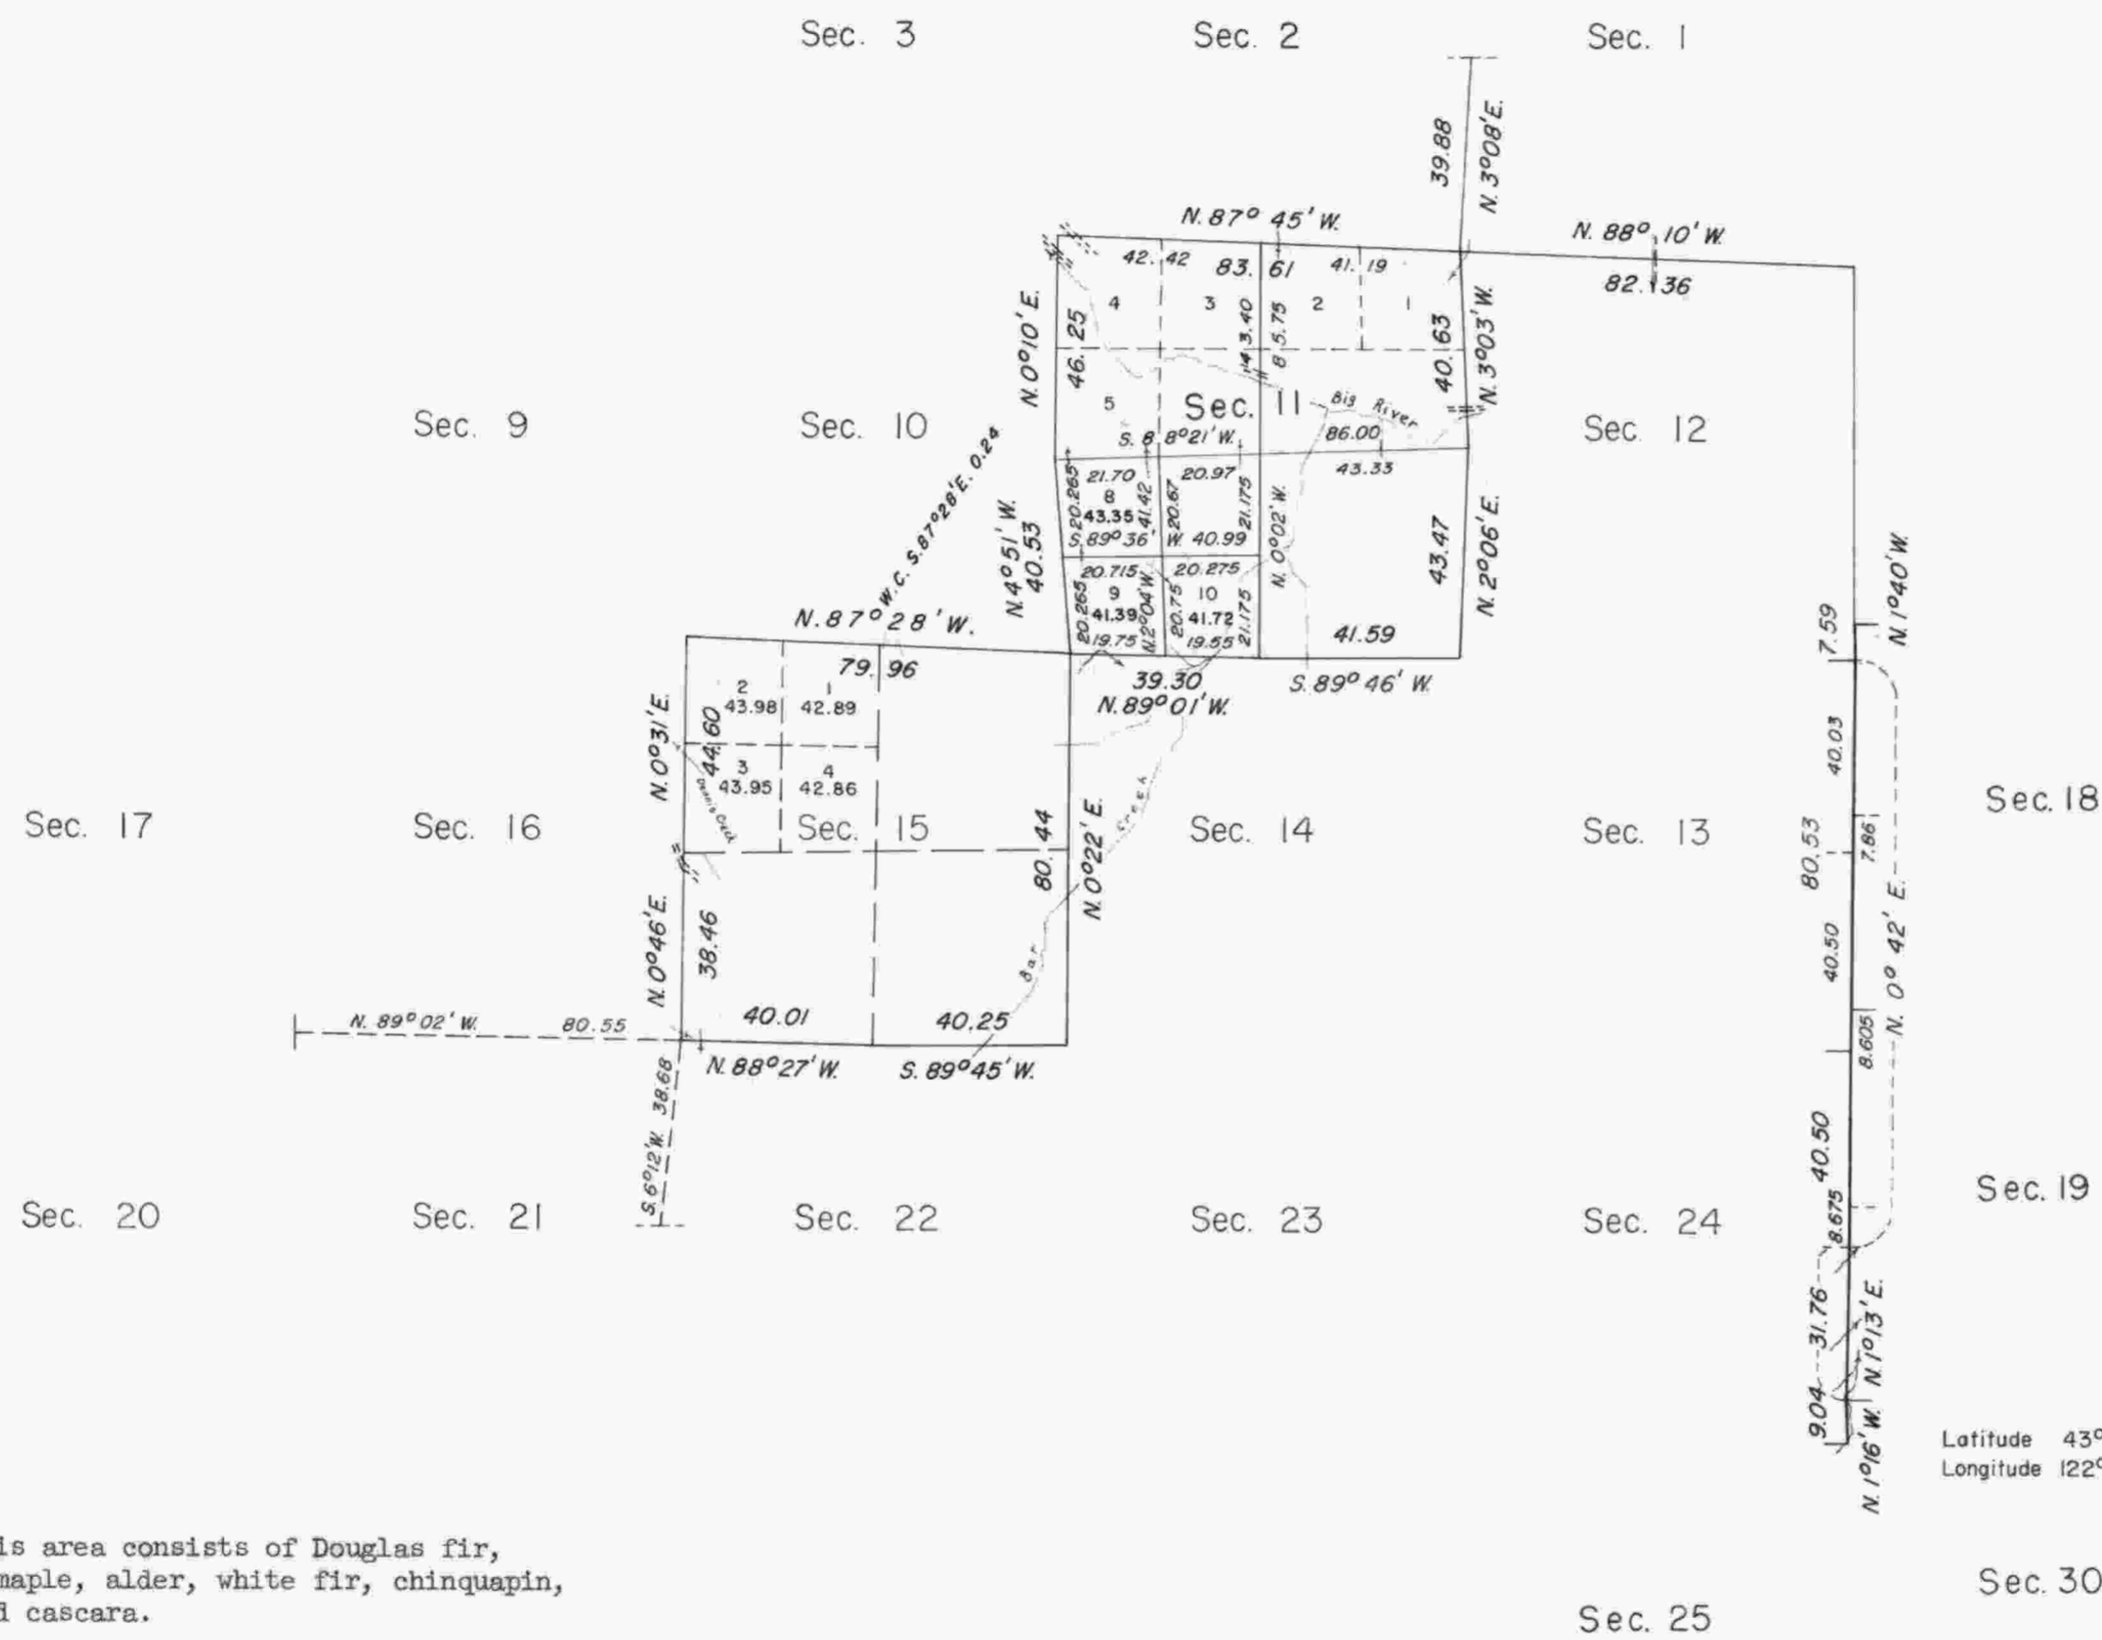 Sec. 3
Sec. 2
Sec. 1
39.88
N. 3°08'E.
N. 87° 45' W.
N. 88° 10' W.
42.42
83.61
41.19
82.36
4
3
2
1
N. 0°10' E.
46.25
43.40
85.75
40.63
N. 3°03' W.
5
Sec. 11
Big River
Sec. 9
Sec. 10
Sec. 12
S. 88°21' W.
86.00
43.33
W. C. S. 87°28'E. 0.24
21.70
20.97
20.265
8
43.35
41.42
20.67
21.175
N. 0°02' W.
S. 89°36' W. 40.99
N. 4°51' W.
40.53
43.47
N. 2°06' E.
20.715
20.275
20.265
9
41.39
N. 2°04' W.
20.75
10
41.72
21.175
19.75
19.55
41.59
N. 1°40' W.
7.59
N. 87°28' W.
79.96
39.30
N. 89°01' W.
S. 89°46' W.
2
43.98
1
42.89
N. 0°31' E.
44.60
3
43.95
4
42.86
Dennis Creek
Creek
40.03
Sec. 17
Sec. 16
Sec. 15
Sec. 14
Sec. 13
Sec. 18
80.44
N. 0°22' E.
80.53
7.86
N. 0°46' E.
38.46
Bar
40.50
N. 0° 42' E.
N. 89°02' W.
80.55
40.01
40.25
8.605
N. 88°27' W.
S. 89°45' W.
S. 6°12' W. 38.68
40.50
Sec. 20
Sec. 21
Sec. 22
Sec. 23
Sec. 24
Sec. 19
8.675
31.76
N. 1°13' E.
9.04
N. 1°16' W.
Latitude 43°
Longitude 122°
is area consists of Douglas fir,
maple, alder, white fir, chinquapin,
d cascara.
Sec. 30
Sec. 25